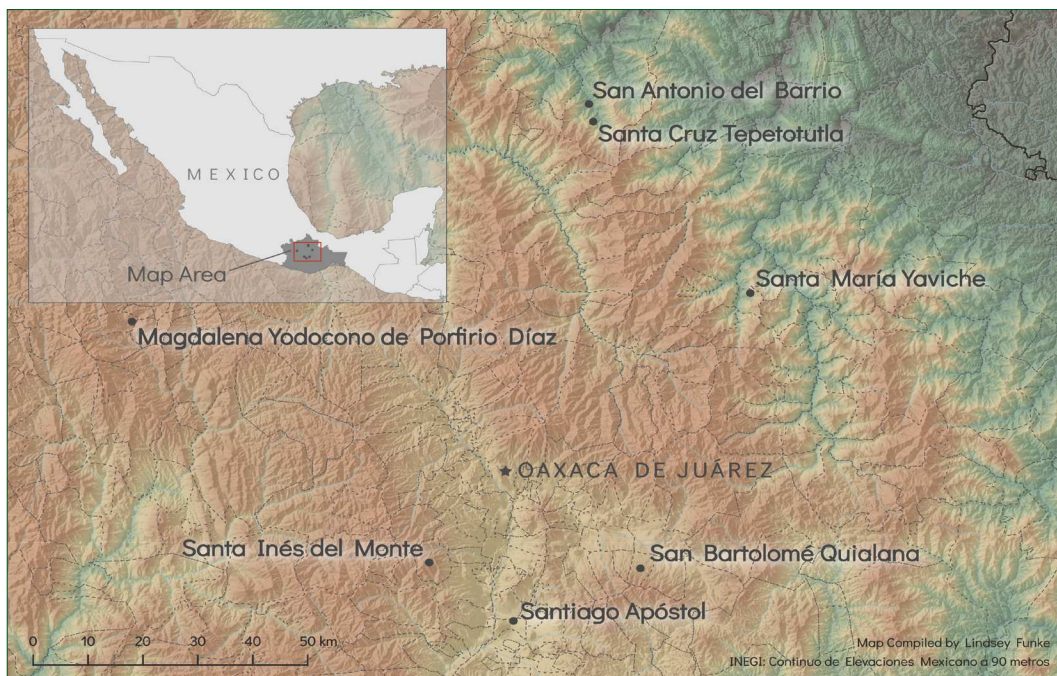 San Antonio del Barrio
Santa Cruz Tepetotutla
MEXICO
Map Area
Santa María Yaviche
Magdalena Yodocono de Porfirio Díaz
OAXACA DE JUÁREZ
Santa Inés del Monte
San Bartolomé Quialana
Santiago Apóstol
0 10 20 30 40 50 km
Map Compiled by Lindsey Funke
INEGI: Continuo de Elevaciones Mexicano a 90 metros